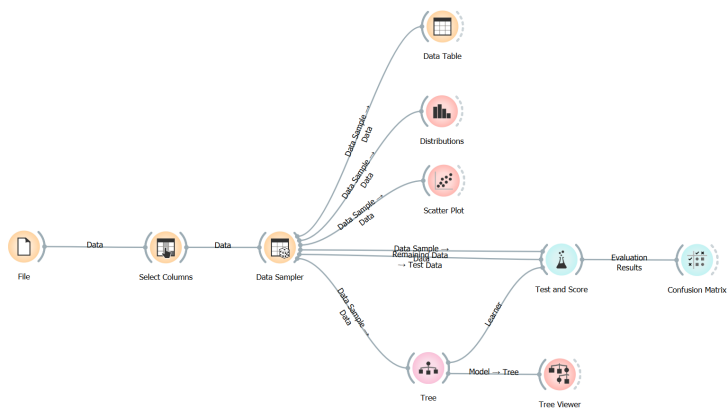 Data Table
Data Sample →
Data
Distributions
Data Sample →
Data
Scatter Plot
Data Sample →
Data
File
Data
Select Columns
Data
Data Sampler
Data Sample →
Data
Remaining Data
→ Test Data
Test and Score
Evaluation
Results
Confusion Matrix
Data Sample →
Data
Learner
Tree
Model → Tree
Tree Viewer